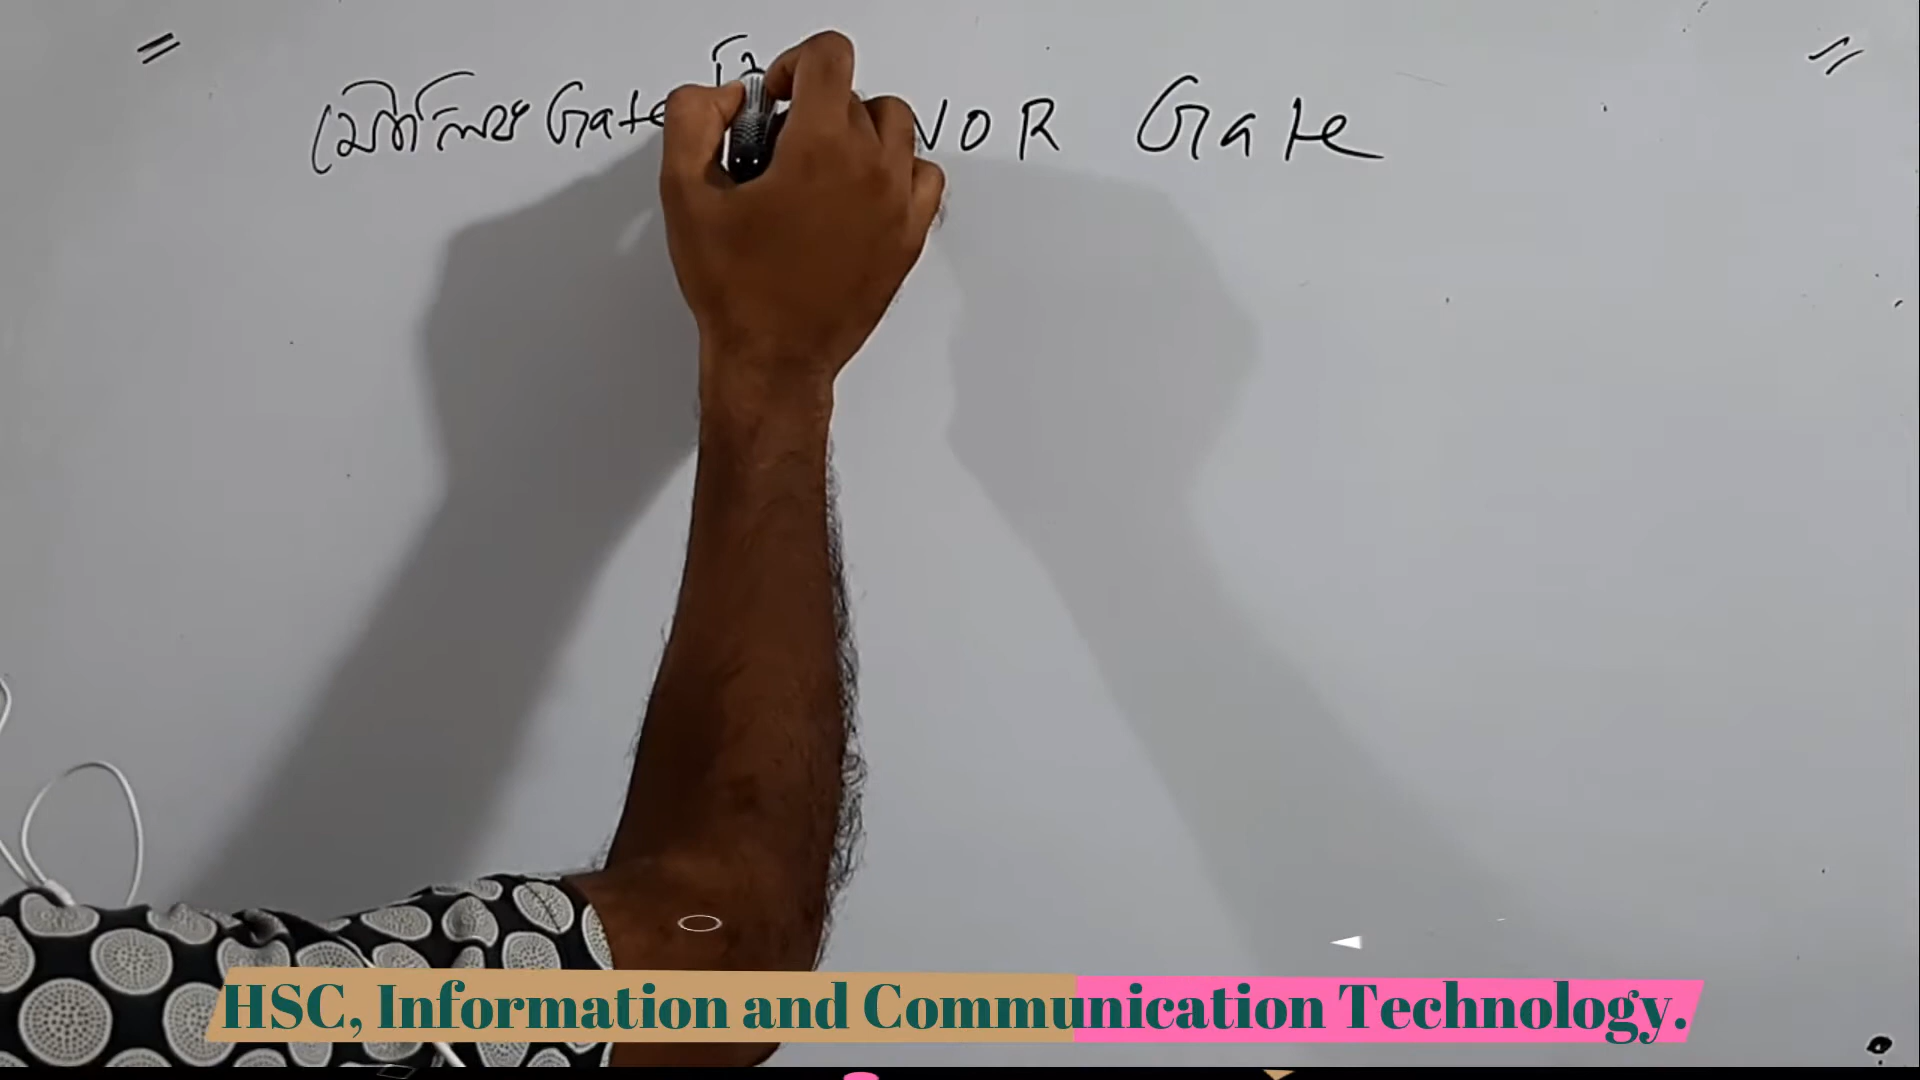 মৌলিক Gate NOR Gate
HSC, Information and Communication Technology.